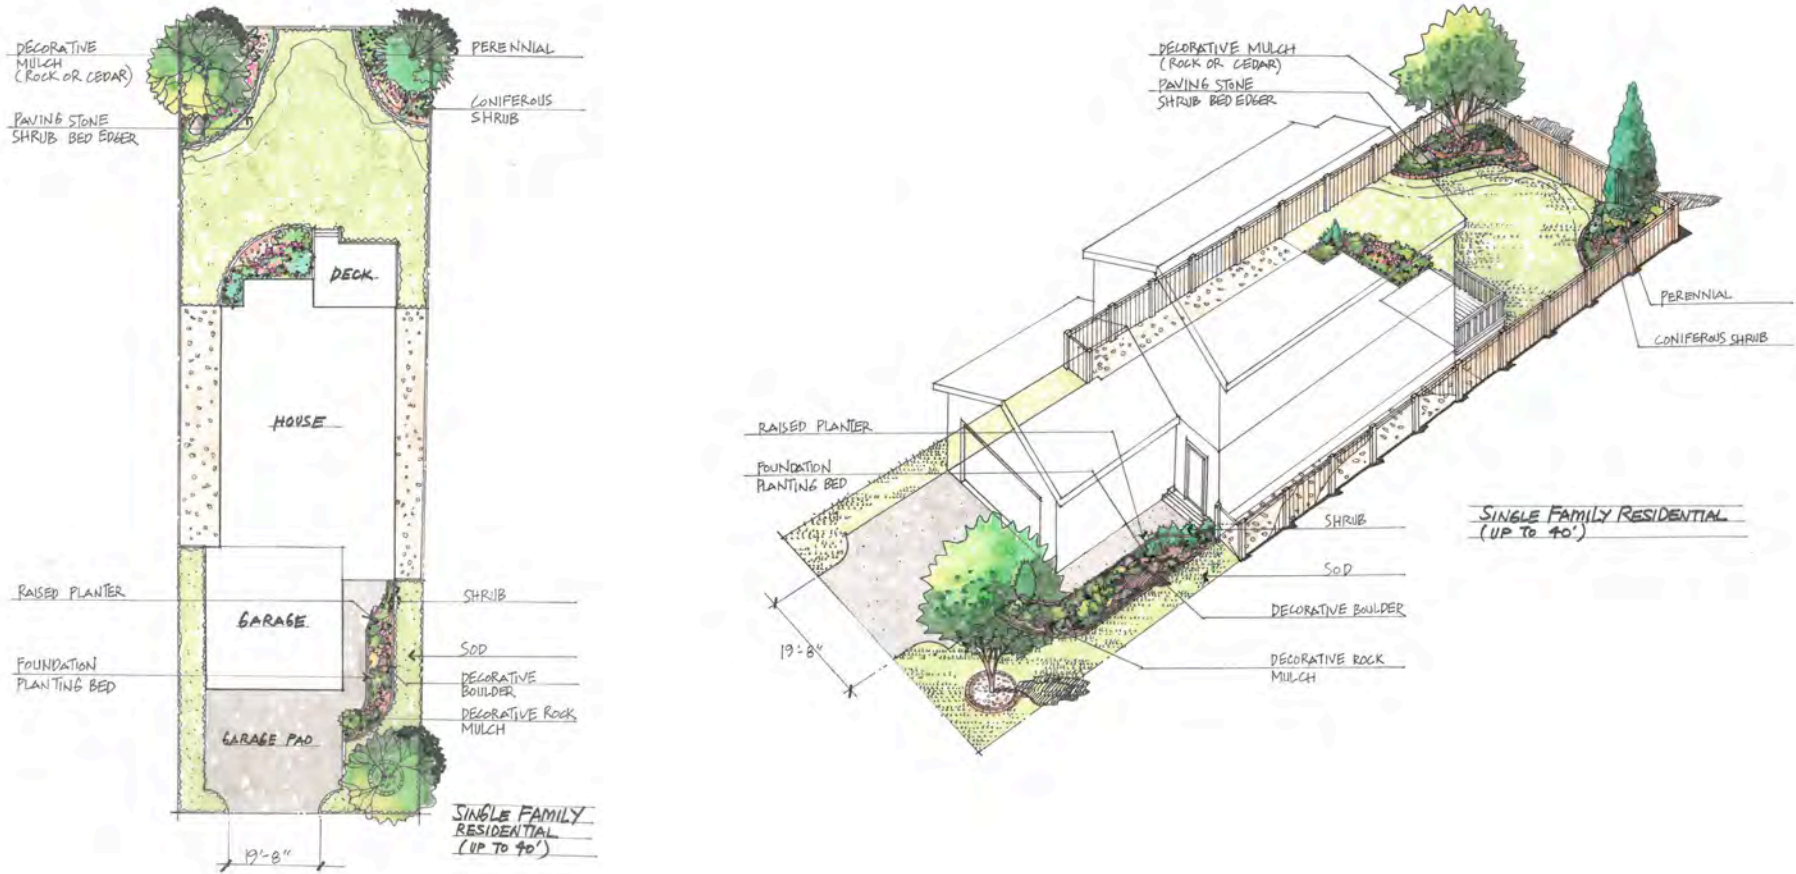 DECORATIVE
MULCH
(ROCK OR CEDAR)
PAVING STONE
SHRUB BED EDGER
PERENNIAL
CONIFEROUS
SHRUB
DECK
HOUSE
GARAGE
GARAGE PAD
RAISED PLANTER
FOUNDATION
PLANTING BED
SHRUB
SOD
DECORATIVE
BOULDER
DECORATIVE ROCK
MULCH
19'-8"
SINGLE FAMILY
RESIDENTIAL
(UP TO 40')
DECORATIVE MULCH
(ROCK OR CEDAR)
PAVING STONE
SHRUB BED EDGER
PERENNIAL
CONIFEROUS SHRUB
RAISED PLANTER
FOUNDATION
PLANTING BED
SHRUB
SOD
DECORATIVE BOULDER
DECORATIVE ROCK
MULCH
19'-8"
SINGLE FAMILY RESIDENTIAL
(UP TO 40')